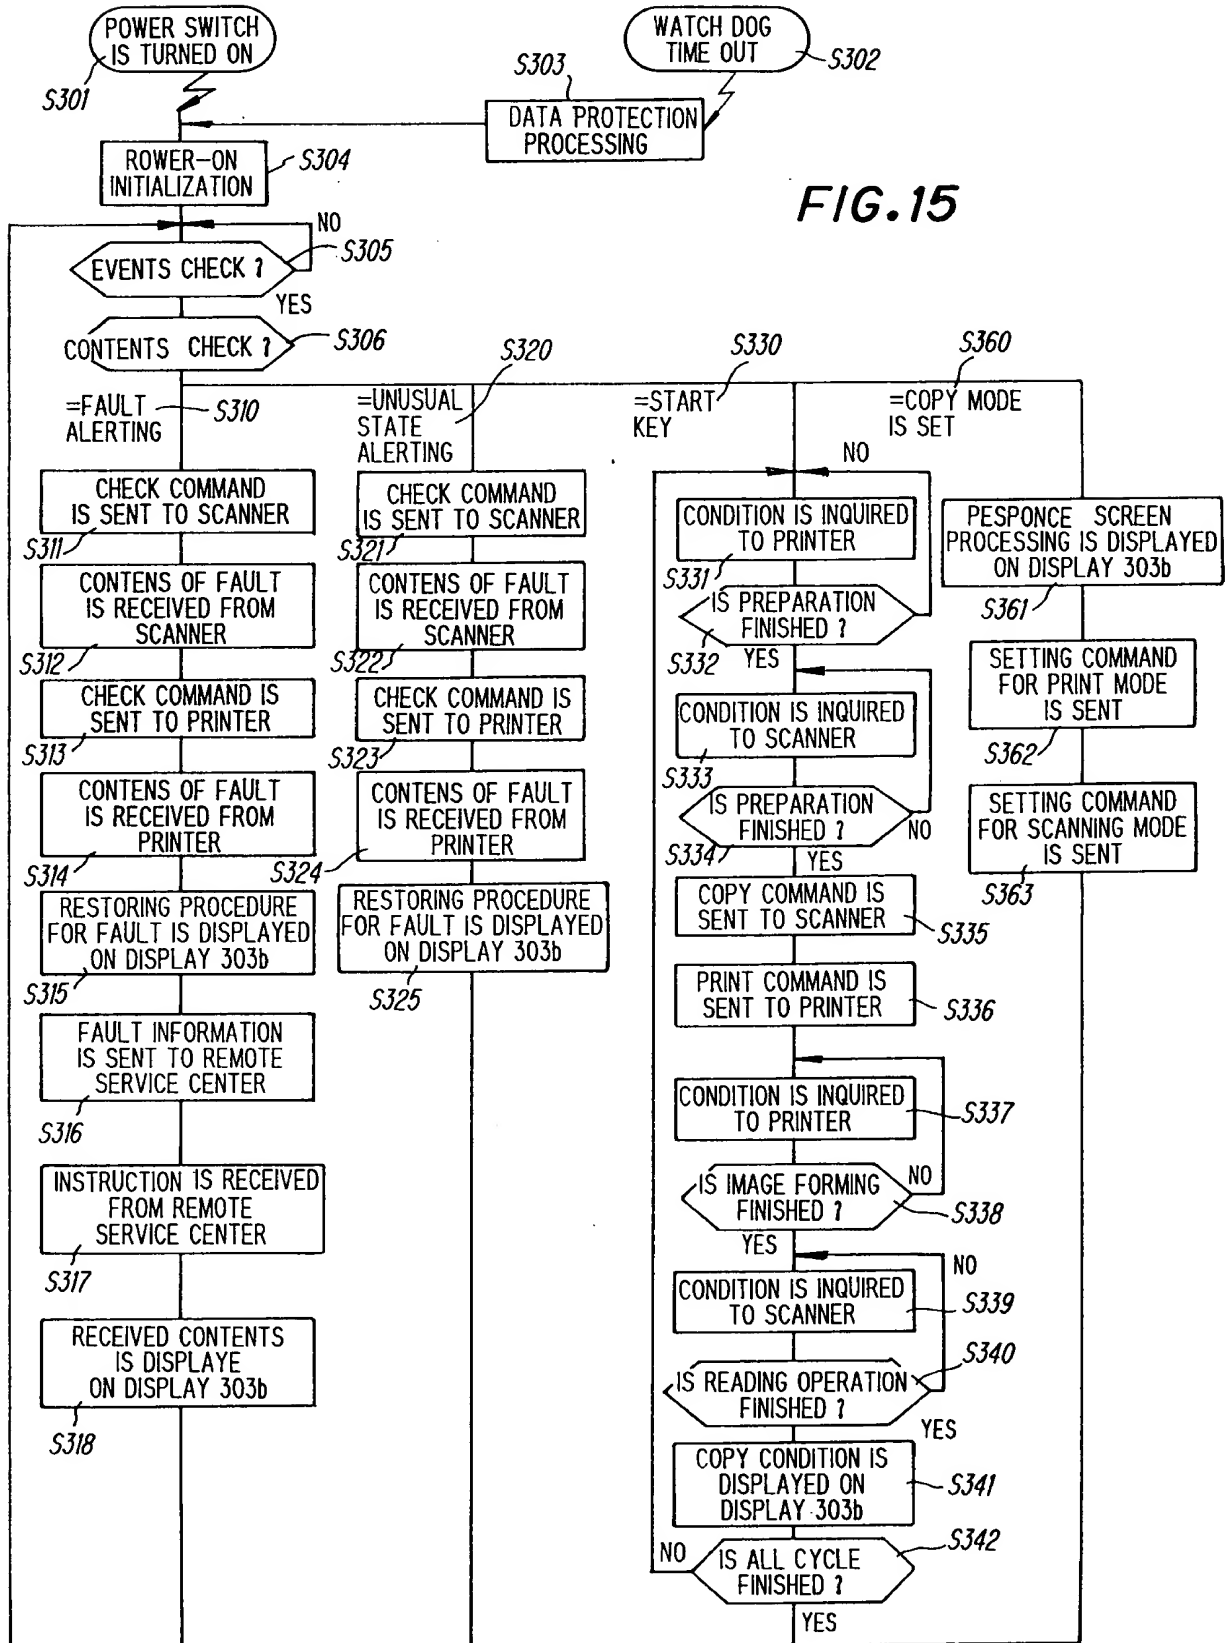 POWER SWITCH
IS TURNED ON
S301
WATCH DOG
TIME OUT
S302
S303
DATA PROTECTION
PROCESSING
ROWER-ON
INITIALIZATION
S304
FIG.15
NO
EVENTS CHECK ?
S305
YES
CONTENTS CHECK ?
S306
=FAULT
ALERTING
S310
CHECK COMMAND
IS SENT TO SCANNER
S311
CONTENS OF FAULT
IS RECEIVED FROM
SCANNER
S312
CHECK COMMAND IS
SENT TO PRINTER
S313
CONTENS OF FAULT
IS RECEIVED FROM
PRINTER
S314
RESTORING PROCEDURE
FOR FAULT IS DISPLAYED
ON DISPLAY 303b
S315
FAULT INFORMATION
IS SENT TO REMOTE
SERVICE CENTER
S316
INSTRUCTION IS RECEIVED
FROM REMOTE
SERVICE CENTER
S317
RECEIVED CONTENTS
IS DISPLAYE
ON DISPLAY 303b
S318
S320
=UNUSUAL
STATE
ALERTING
CHECK COMMAND
IS SENT TO SCANNER
S321
CONTENS OF FAULT
IS RECEIVED FROM
SCANNER
S322
CHECK COMMAND IS
SENT TO PRINTER
S323
CONTENS OF FAULT
IS RECEIVED FROM
PRINTER
S324
RESTORING PROCEDURE
FOR FAULT IS DISPLAYED
ON DISPLAY 303b
S325
S330
=START
KEY
NO
CONDITION IS INQUIRED
TO PRINTER
S331
IS PREPARATION
FINISHED ?
S332
YES
CONDITION IS INQUIRED
TO SCANNER
S333
IS PREPARATION
FINISHED ?
NO
S334
YES
COPY COMMAND IS
SENT TO SCANNER
S335
PRINT COMMAND IS
SENT TO PRINTER
S336
CONDITION IS INQUIRED
TO PRINTER
S337
IS IMAGE FORMING
FINISHED ?
NO
S338
YES
NO
CONDITION IS INQUIRED
TO SCANNER
S339
IS READING OPERATION
FINISHED ?
S340
YES
COPY CONDITION IS
DISPLAYED ON
DISPLAY 303b
S341
NO
IS ALL CYCLE
FINISHED ?
S342
YES
S360
=COPY MODE
IS SET
PESPONCE SCREEN
PROCESSING IS DISPLAYED
ON DISPLAY 303b
S361
SETTING COMMAND
FOR PRINT MODE
IS SENT
S362
SETTING COMMAND
FOR SCANNING MODE
IS SENT
S363